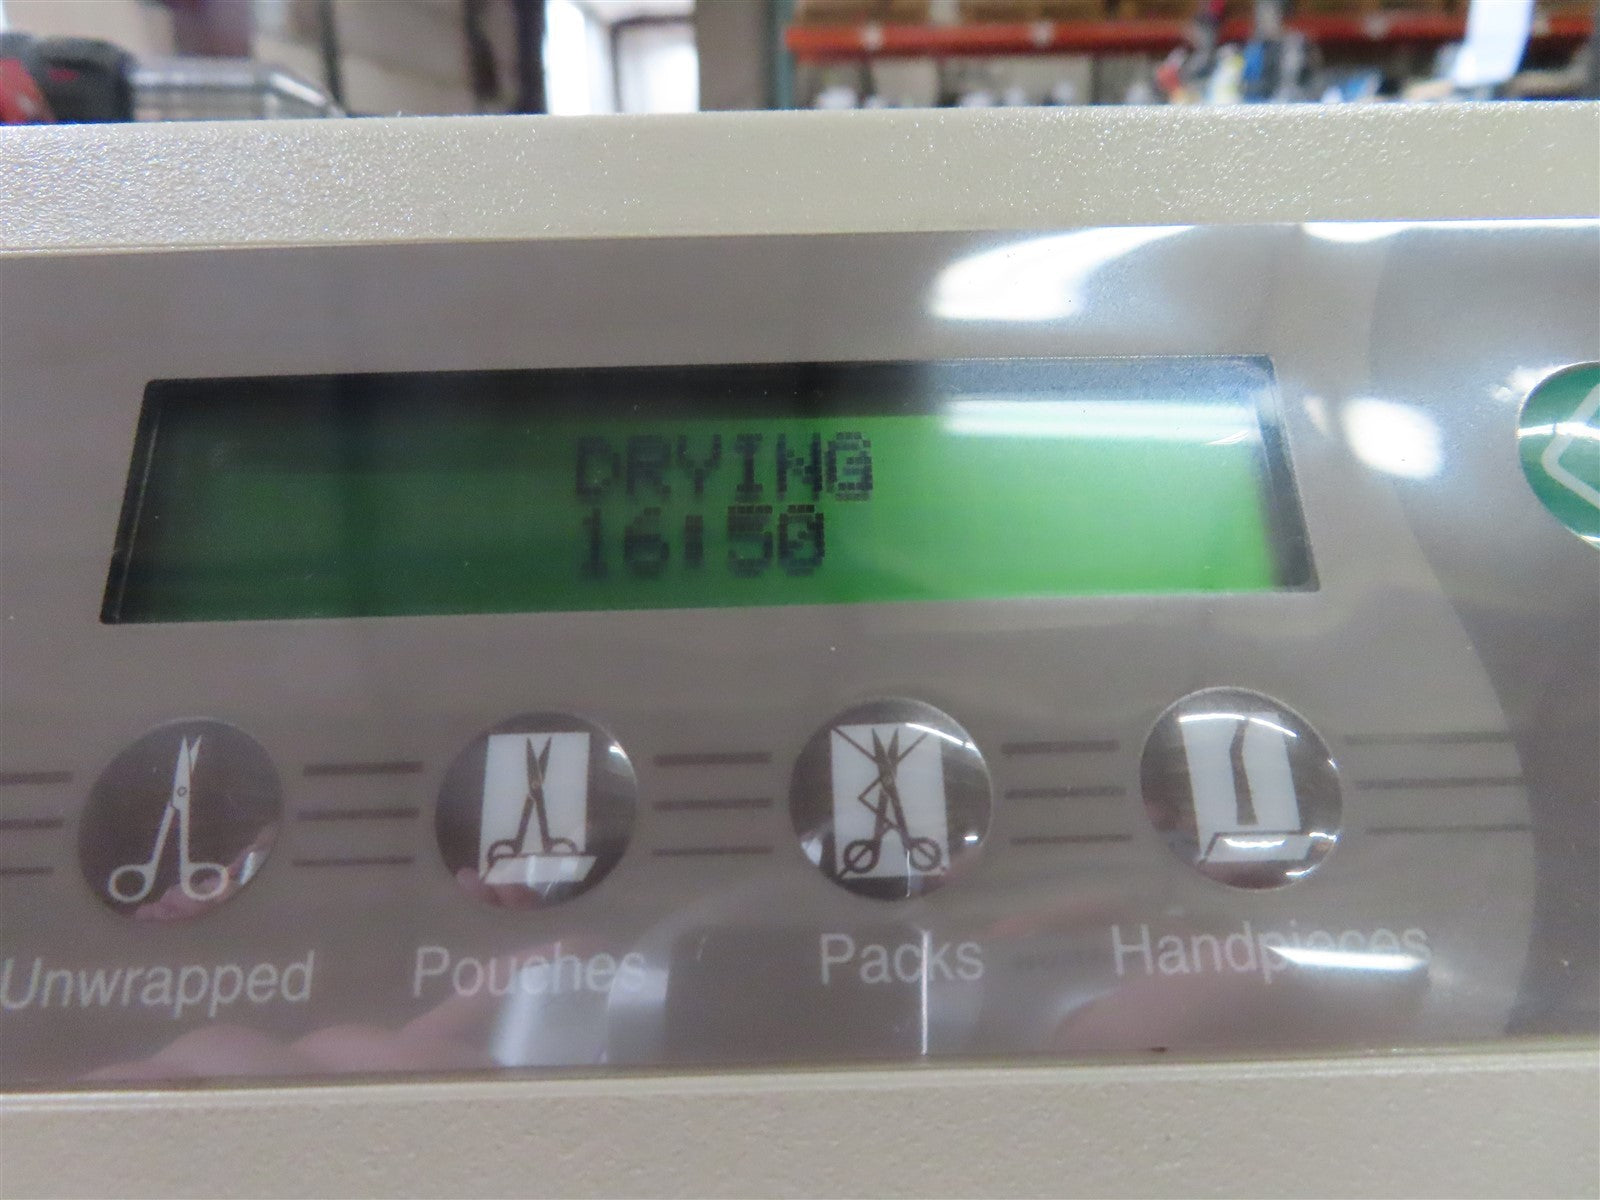 DRYING
16:50
Unwrapped
Pouches
Packs
Handpieces